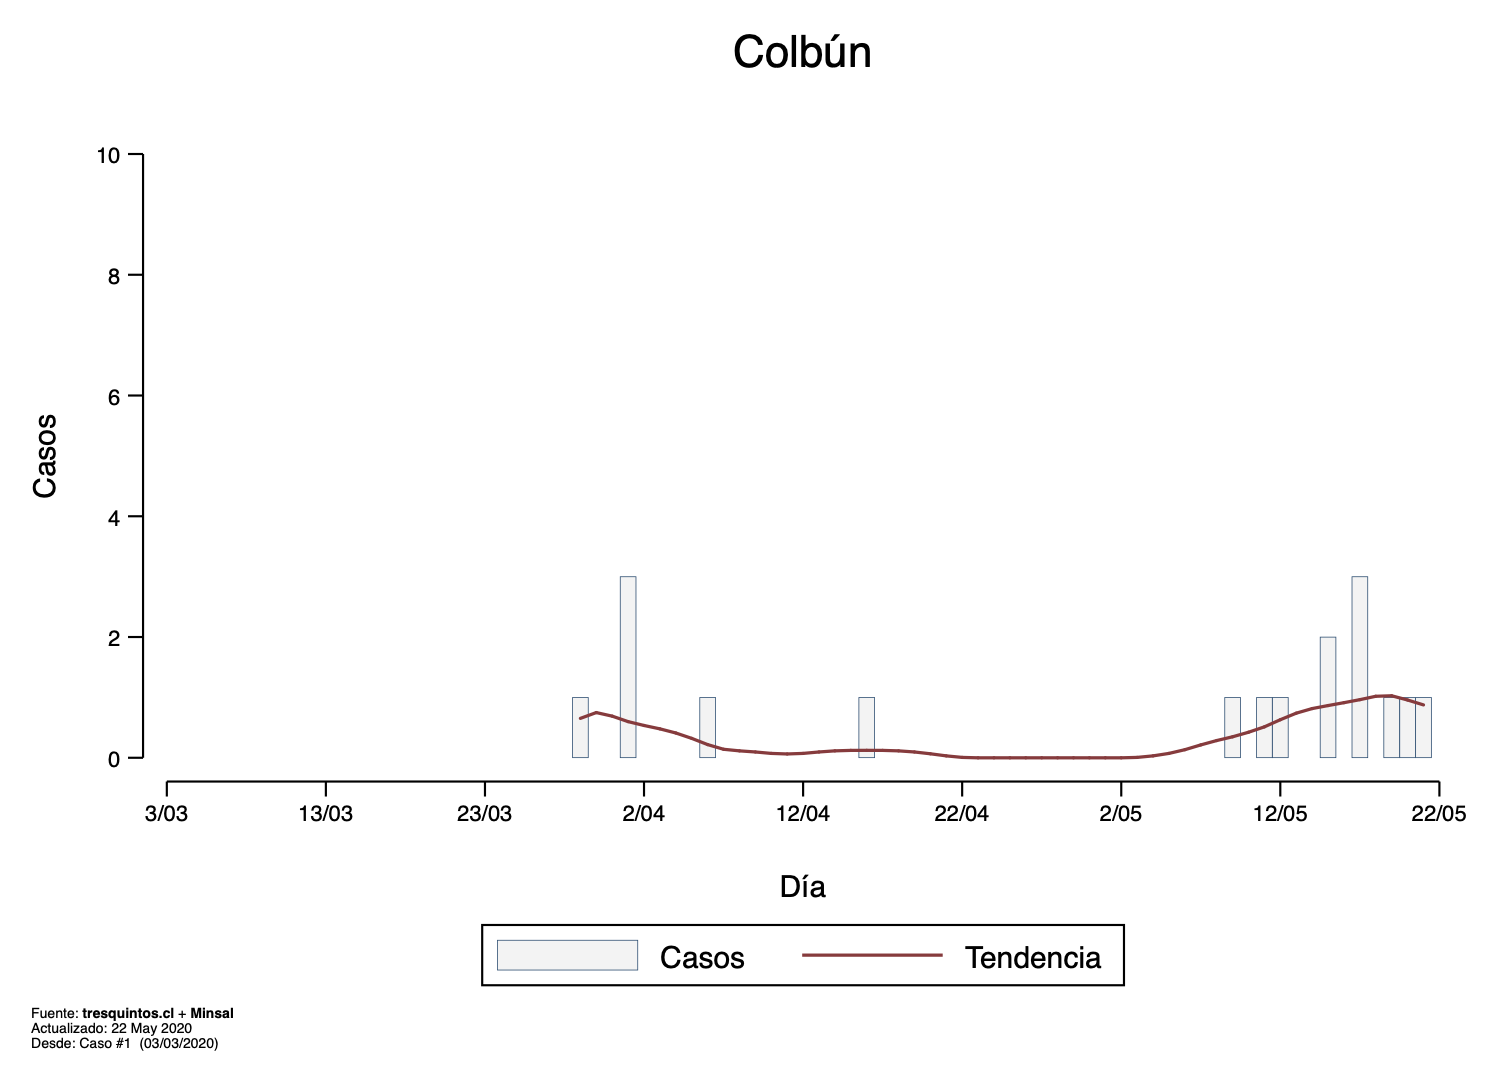 Colbún
10
8
6
4
2
0
Casos
3/03 13/03 23/03 2/04 12/04 22/04 2/05 12/05 22/05
Día
Casos Tendencia
Fuente: tresquintos.cl + Minsal
Actualizado: 22 May 2020
Desde: Caso #1 (03/03/2020)